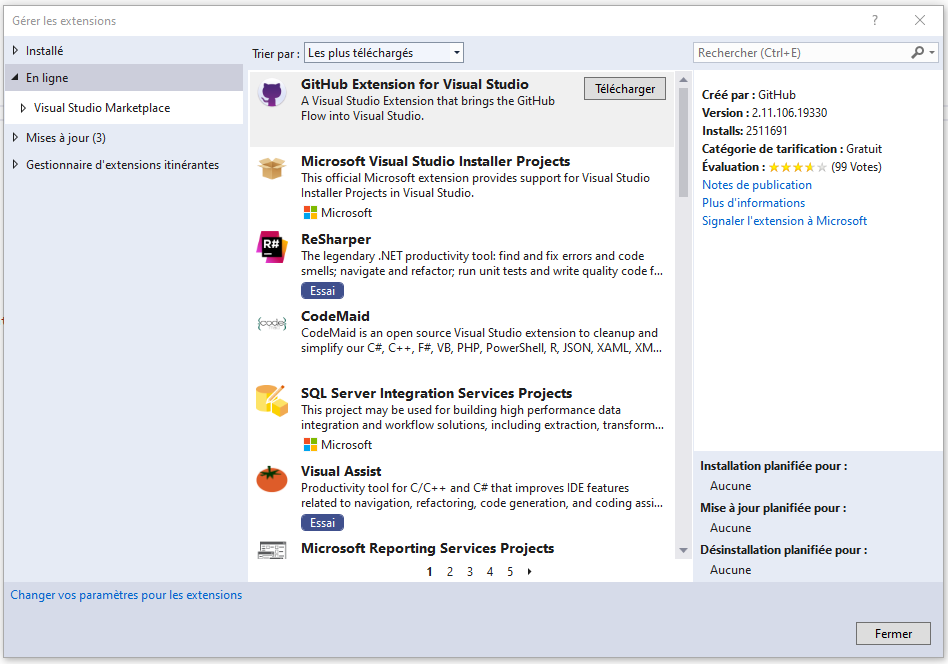 Gérer les extensions
?
Installé
En ligne
Visual Studio Marketplace
Mises à jour (3)
Gestionnaire d'extensions itinérantes
Trier par :
Les plus téléchargés
GitHub Extension for Visual Studio
Télécharger
A Visual Studio Extension that brings the GitHub
Flow into Visual Studio.
Microsoft Visual Studio Installer Projects
This official Microsoft extension provides support for Visual Studio
Installer Projects in Visual Studio.
Microsoft
R#
ReSharper
The legendary .NET productivity tool: find and fix errors and code
smells; navigate and refactor; run unit tests and write quality code f...
Essai
code
CodeMaid
CodeMaid is an open source Visual Studio extension to cleanup and
simplify our C#, C++, F#, VB, PHP, PowerShell, R, JSON, XAML, XM...
SQL Server Integration Services Projects
This project may be used for building high performance data
integration and workflow solutions, including extraction, transform...
Microsoft
Visual Assist
Productivity tool for C/C++ and C# that improves IDE features
related to navigation, refactoring, code generation, and coding assi...
Essai
Microsoft Reporting Services Projects
1 2 3 4 5
Rechercher (Ctrl+E)
Créé par : GitHub
Version : 2.11.106.19330
Installs: 2511691
Catégorie de tarification : Gratuit
Évaluation : (99 Votes)
Notes de publication
Plus d'informations
Signaler l'extension à Microsoft
Installation planifiée pour :
Aucune
Mise à jour planifiée pour :
Aucune
Désinstallation planifiée pour :
Aucune
Changer vos paramètres pour les extensions
Fermer